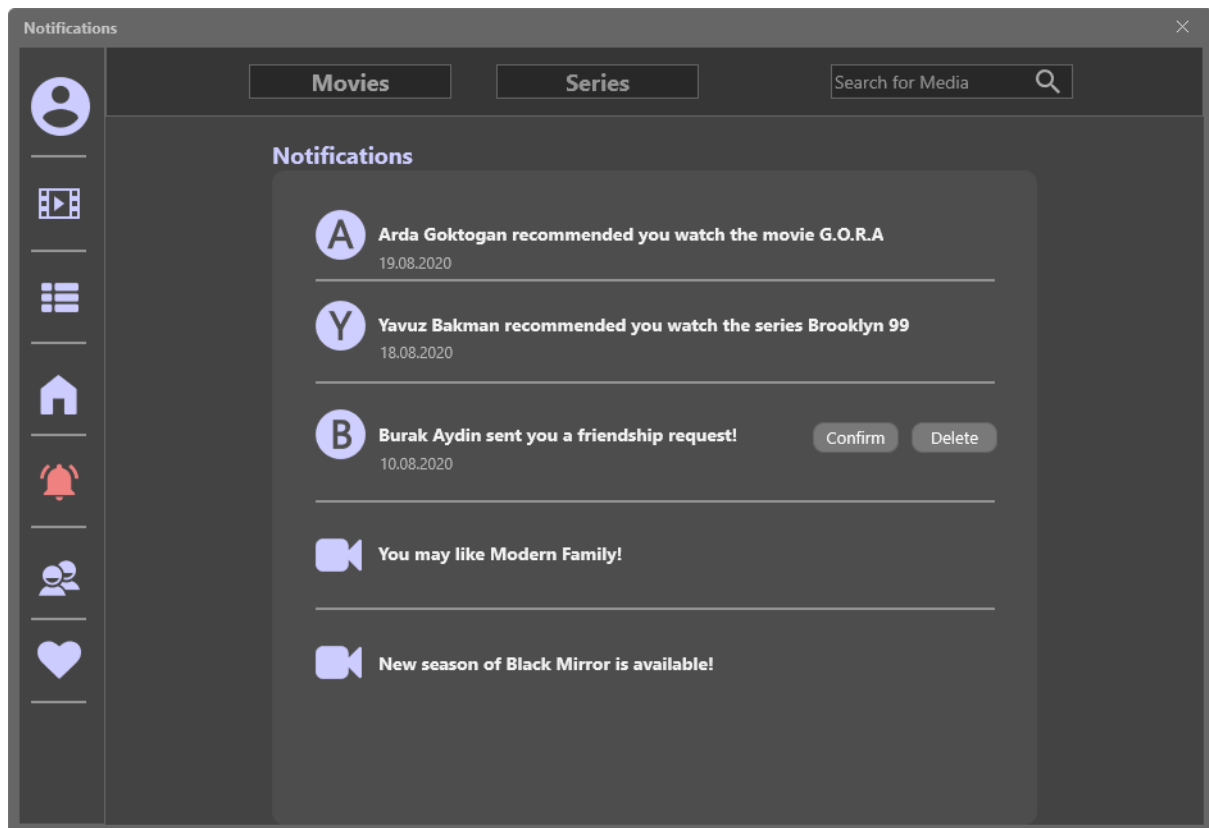 Notifications
Movies
Series
Search for Media
Notifications
A
Arda Goktogan recommended you watch the movie G.O.R.A
19.08.2020
Y
Yavuz Bakman recommended you watch the series Brooklyn 99
18.08.2020
B
Burak Aydin sent you a friendship request!
Confirm
Delete
10.08.2020
You may like Modern Family!
New season of Black Mirror is available!